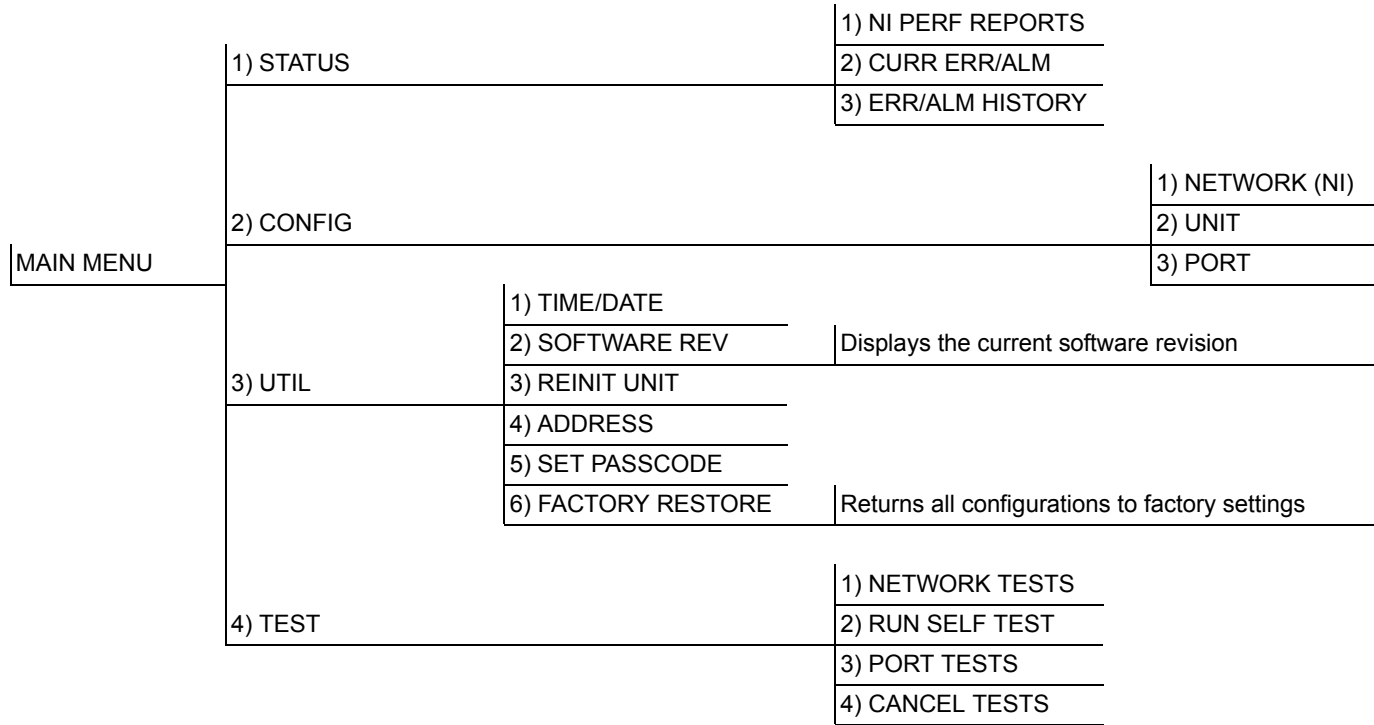 1) NI PERF REPORTS
1) STATUS
2) CURR ERR/ALM
3) ERR/ALM HISTORY
1) NETWORK (NI)
2) CONFIG
2) UNIT
MAIN MENU
3) PORT
1) TIME/DATE
2) SOFTWARE REV
Displays the current software revision
3) UTIL
3) REINIT UNIT
4) ADDRESS
5) SET PASSCODE
6) FACTORY RESTORE
Returns all configurations to factory settings
1) NETWORK TESTS
4) TEST
2) RUN SELF TEST
3) PORT TESTS
4) CANCEL TESTS